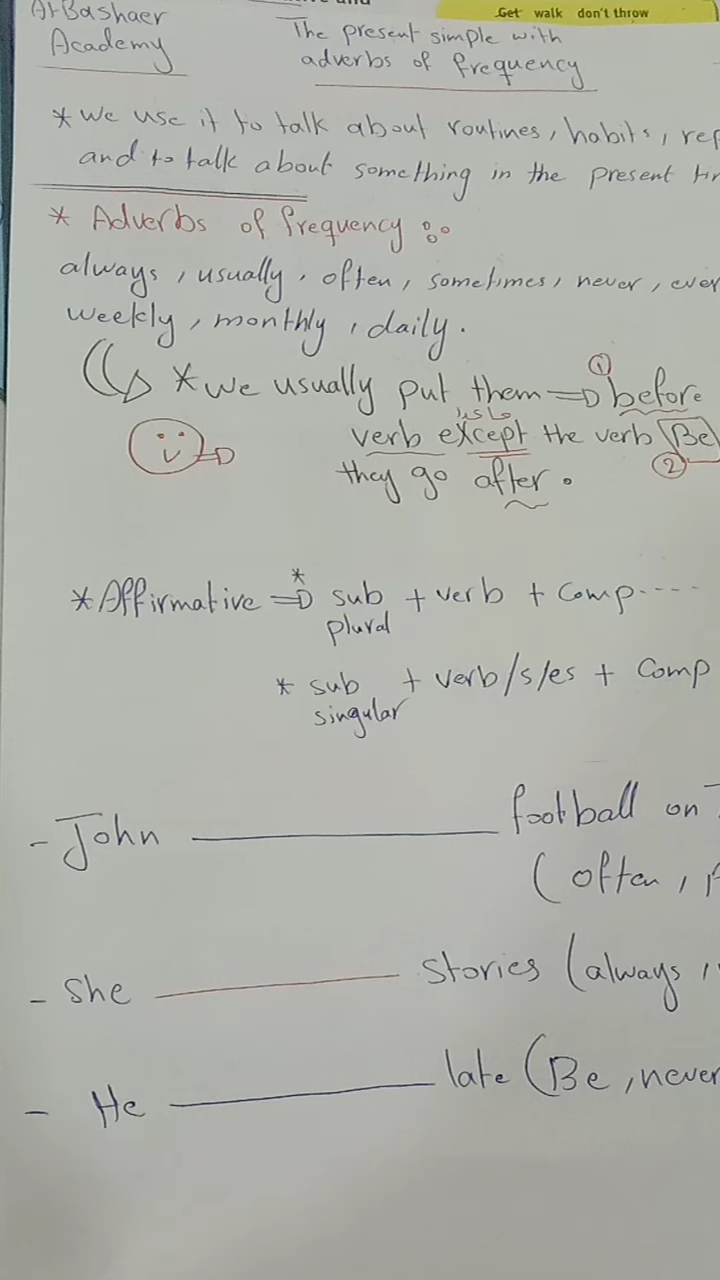 Get walk don't throw
Al-Bashaer
Academy
The present simple with
adverbs of frequency
* We use it to talk about routines, habits,
and to talk about something in the present
* Adverbs of frequency :
always, usually, often, sometimes, never,
weekly, monthly, daily.
* We usually put them ⇒ before ①
verb except the verb Be ②
they go after.
* Affirmative ⇒ * sub + verb + comp....
plural
* sub + verb/s/es + comp
singular
- John ________ football on
(often,
- She ________ stories (always,
- He ________ late (Be, never